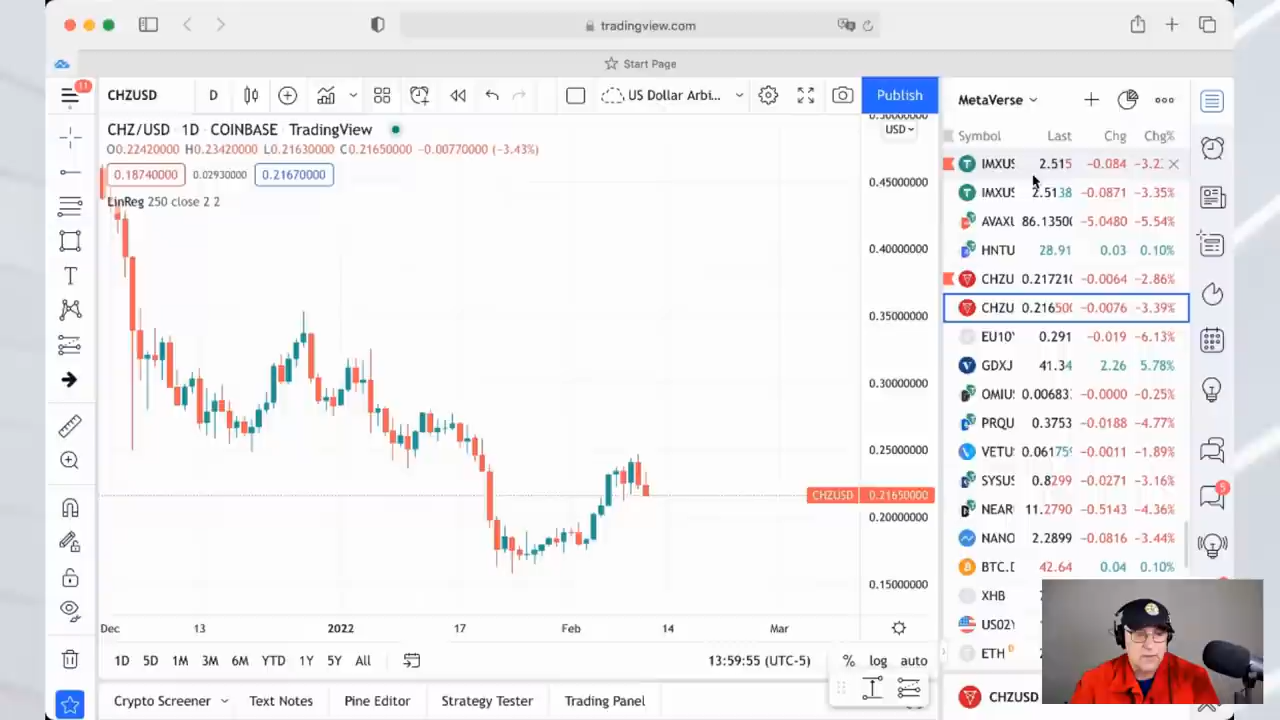 tradingview.com
Start Page
11
CHZUSD
D
US Dollar Arbi...
Publish
MetaVerse
CHZ/USD · 1D · COINBASE · TradingView
USD
O0.22420000 H0.23420000 L0.21630000 C0.21650000 -0.00770000 (-3.43%)
0.18740000 0.02930000 0.21670000
LinReg 250 close 2 2
0.45000000
0.40000000
0.35000000
0.30000000
0.25000000
CHZUSD 0.21650000
0.20000000
0.15000000
Dec 13 2022 17 Feb 14 Mar
1D 5D 1M 3M 6M YTD 1Y 5Y All
13:59:55 (UTC-5) % log auto
Crypto Screener Text Notes Pine Editor Strategy Tester Trading Panel
Symbol Last Chg Chg%
IMXUS 2.515 -0.084
IMXUS 2.5138 -0.0871 -3.35%
AVAXU 86.1350 -5.0480 -5.54%
HNTU 28.91 0.03 0.10%
CHZU 0.21721 -0.0064 -2.86%
CHZU 0.21650 -0.0076 -3.39%
EU10Y 0.291 -0.019 -6.13%
GDXJ 41.34 2.26 5.78%
OMIUS 0.00683 -0.0000 -0.25%
PRQU 0.3753 -0.0188 -4.77%
VETU 0.06175 -0.0011 -1.89%
SYSUS 0.8299 -0.0271 -3.16%
NEAR 11.2790 -0.5143 -4.36%
NANO 2.2899 -0.0816 -3.44%
BTC.D 42.64 0.04 0.10%
XHB
US02Y
ETH D
CHZUSD
5